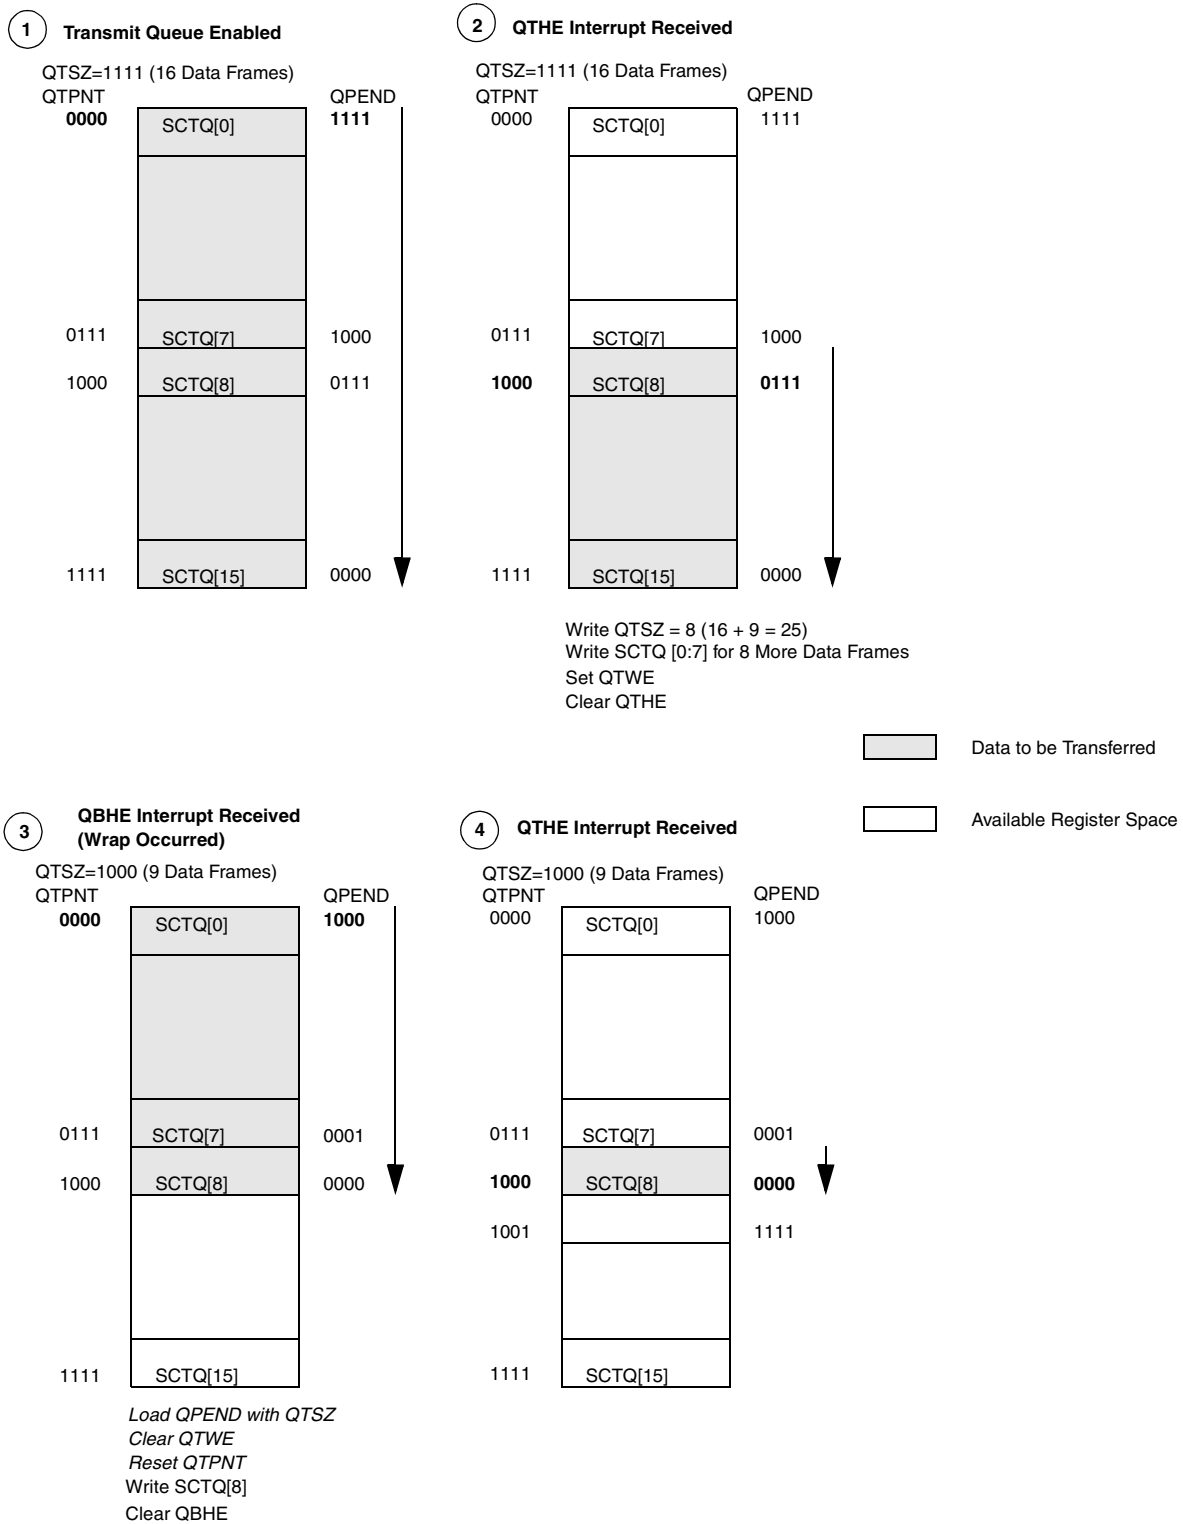 1 Transmit Queue Enabled
QTSZ=1111 (16 Data Frames)
QTPNT QPEND
0000 SCTQ[0] 1111
0111 SCTQ[7] 1000
1000 SCTQ[8] 0111
1111 SCTQ[15] 0000
2 QTHE Interrupt Received
QTSZ=1111 (16 Data Frames)
QTPNT QPEND
0000 SCTQ[0] 1111
0111 SCTQ[7] 1000
1000 SCTQ[8] 0111
1111 SCTQ[15] 0000
Write QTSZ = 8 (16 + 9 = 25)
Write SCTQ [0:7] for 8 More Data Frames
Set QTWE
Clear QTHE
Data to be Transferred
Available Register Space
3 QBHE Interrupt Received
(Wrap Occurred)
QTSZ=1000 (9 Data Frames)
QTPNT QPEND
0000 SCTQ[0] 1000
0111 SCTQ[7] 0001
1000 SCTQ[8] 0000
1111 SCTQ[15]
Load QPEND with QTSZ
Clear QTWE
Reset QTPNT
Write SCTQ[8]
Clear QBHE
4 QTHE Interrupt Received
QTSZ=1000 (9 Data Frames)
QTPNT QPEND
0000 SCTQ[0] 1000
0111 SCTQ[7] 0001
1000 SCTQ[8] 0000
1001 1111
1111 SCTQ[15]